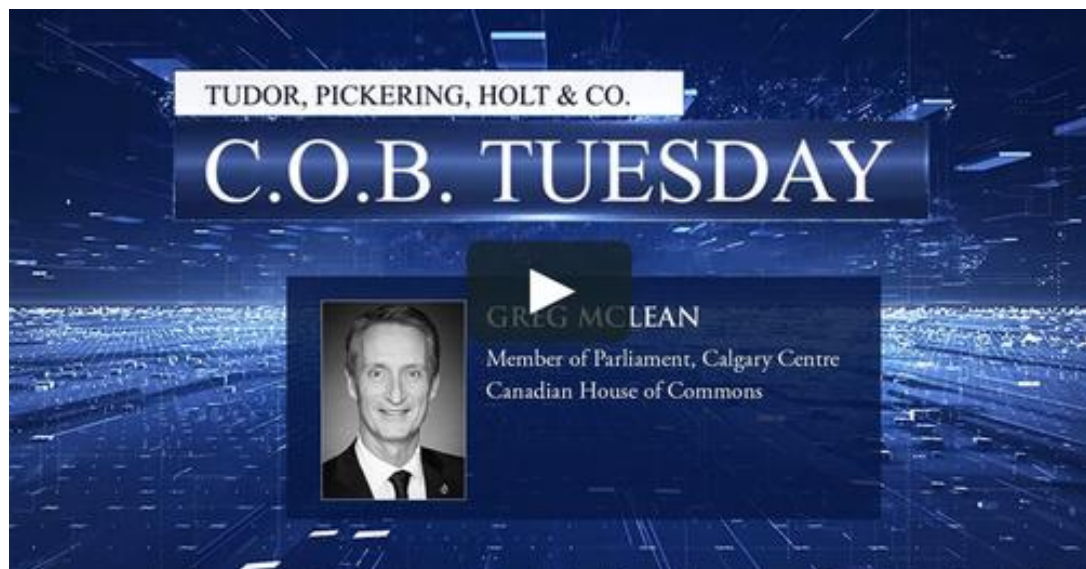 TUDOR, PICKERING, HOLT & CO.
C.O.B. TUESDAY
GREG MCLEAN
Member of Parliament, Calgary Centre
Canadian House of Commons